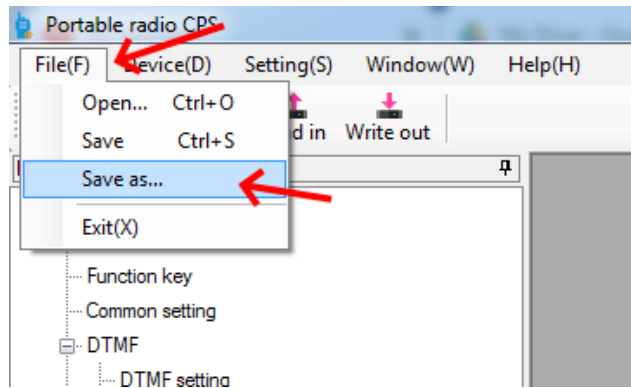 Portable radio CPS
File(F) Device(D) Setting(S) Window(W) Help(H)
Open... Ctrl+O
Save Ctrl+S
d in Write out
Save as...
Exit(X)
Function key
Common setting
DTMF
DTMF setting